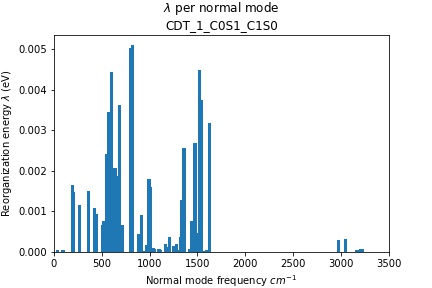 λ per normal mode
CDT_1_C0S1_C1S0
Reorganization energy λ (eV)
0.005
0.004
0.003
0.002
0.001
0.000
0 500 1000 1500 2000 2500 3000 3500
Normal mode frequency cm⁻¹